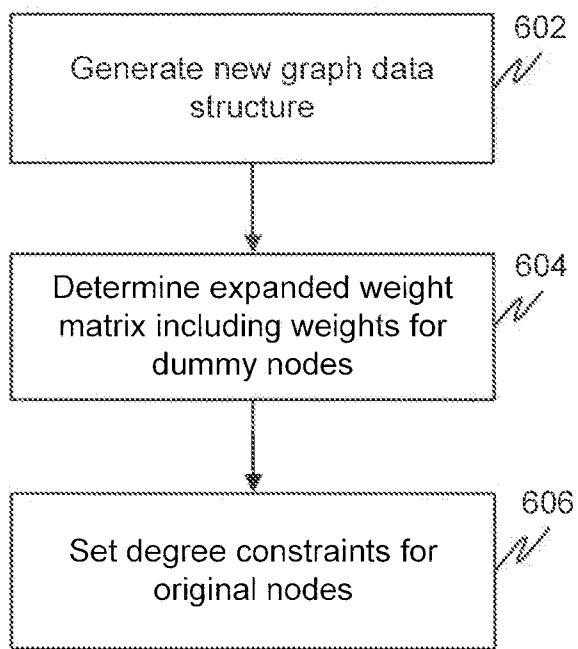 602
Generate new graph data
structure
604
Determine expanded weight
matrix including weights for
dummy nodes
606
Set degree constraints for
original nodes